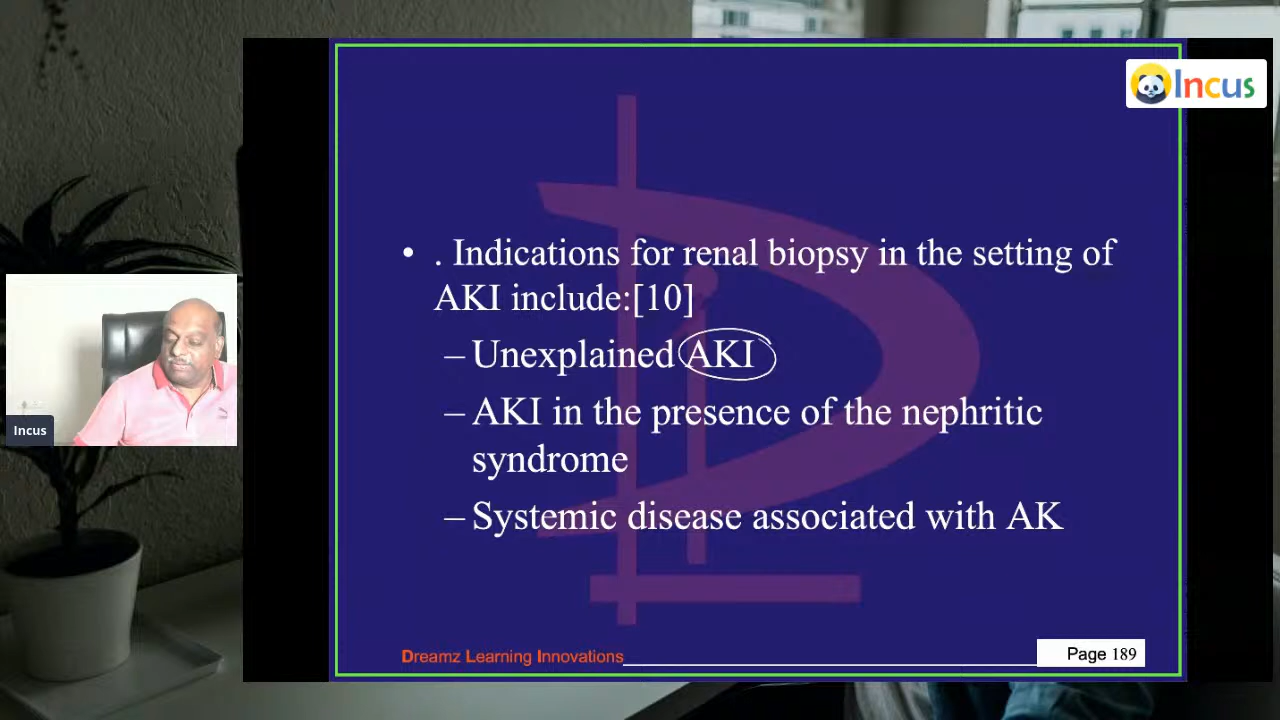 Incus
• . Indications for renal biopsy in the setting of
AKI include:[10]
– Unexplained AKI
– AKI in the presence of the nephritic
syndrome
– Systemic disease associated with AK
Incus
Dreamz Learning Innovations
Page 189